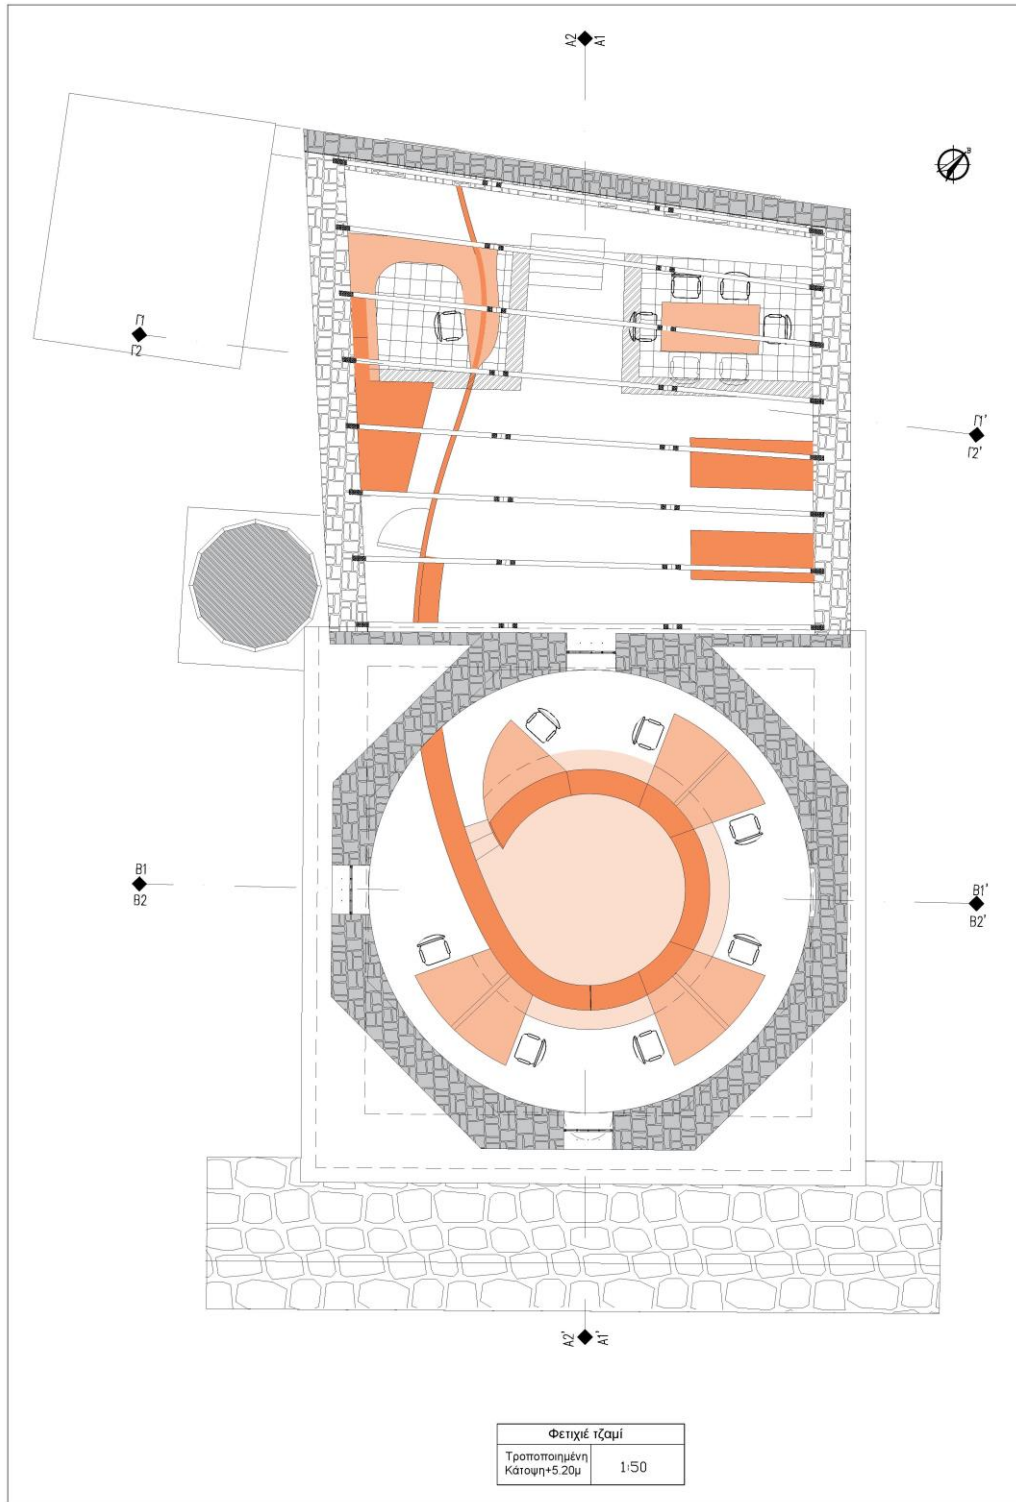 A2 A1
Γ1
Γ2
Γ1'
Γ2'
B1
B2
B1'
B2'
A2' A1'
Φετιχιέ τζαμί
Τροποποιημένη
Κάτοψη+5.20μ
1:50